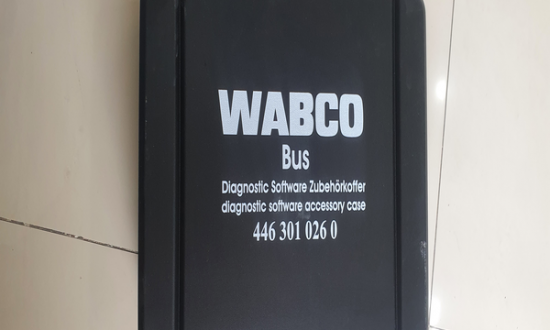 WABCO
Bus
Diagnostic Software Zubehörkoffer
diagnostic software accessory case
446 301 026 0